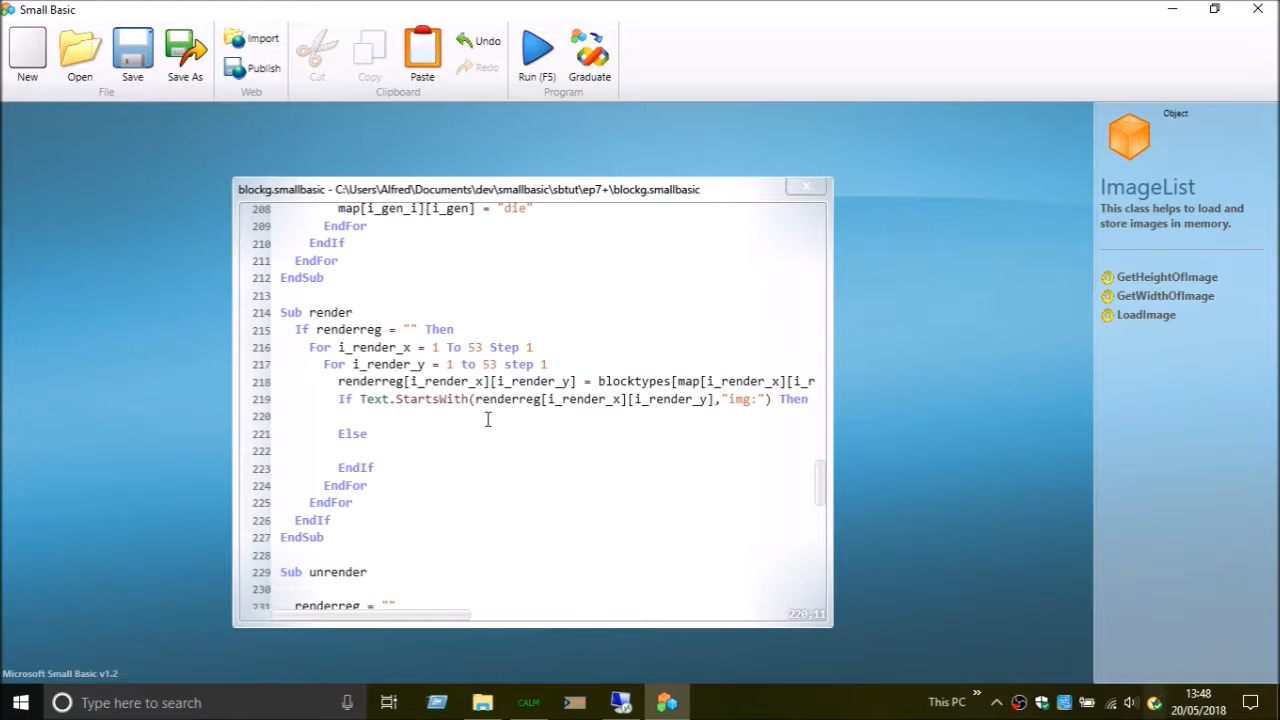 Small Basic
New
Open
Save
Save As
File
Import
Publish
Web
Cut
Copy
Paste
Undo
Redo
Clipboard
Run (F5)
Graduate
Program
blockg.smallbasic - C:\Users\Alfred\Documents\dev\smallbasic\sbtut\ep7+\blockg.smallbasic
208 map[i_gen_i][i_gen] = "die"
209 EndFor
210 EndIf
211 EndFor
212 EndSub
213
214 Sub render
215 If renderreg = "" Then
216 For i_render_x = 1 To 53 Step 1
217 For i_render_y = 1 to 53 step 1
218 renderreg[i_render_x][i_render_y] = blocktypes[map[i_render_x][i_r
219 If Text.StartsWith(renderreg[i_render_x][i_render_y],"img:") Then
220
221 Else
222
223 EndIf
224 EndFor
225 EndFor
226 EndIf
227 EndSub
228
229 Sub unrender
230
231 renderreg = ""
220,11
Object
ImageList
This class helps to load and
store images in memory.
GetHeightOfImage
GetWidthOfImage
LoadImage
Microsoft Small Basic v1.2
Type here to search
CALM
This PC
13:48
20/05/2018